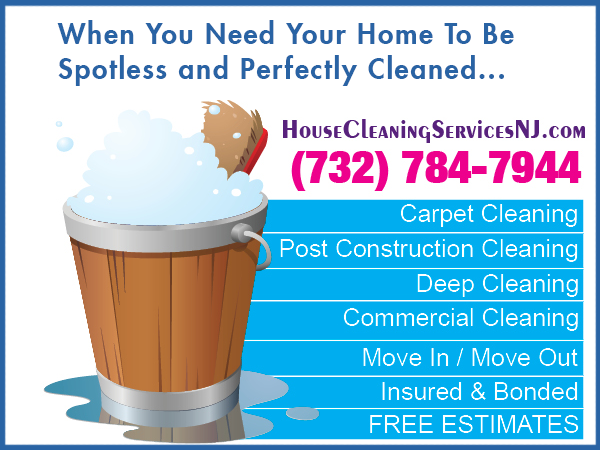 When You Need Your Home To Be
Spotless and Perfectly Cleaned...
HouseCleaningServicesNJ.com
(732) 784-7944
Carpet Cleaning
Post Construction Cleaning
Deep Cleaning
Commercial Cleaning
Move In / Move Out
Insured & Bonded
FREE ESTIMATES